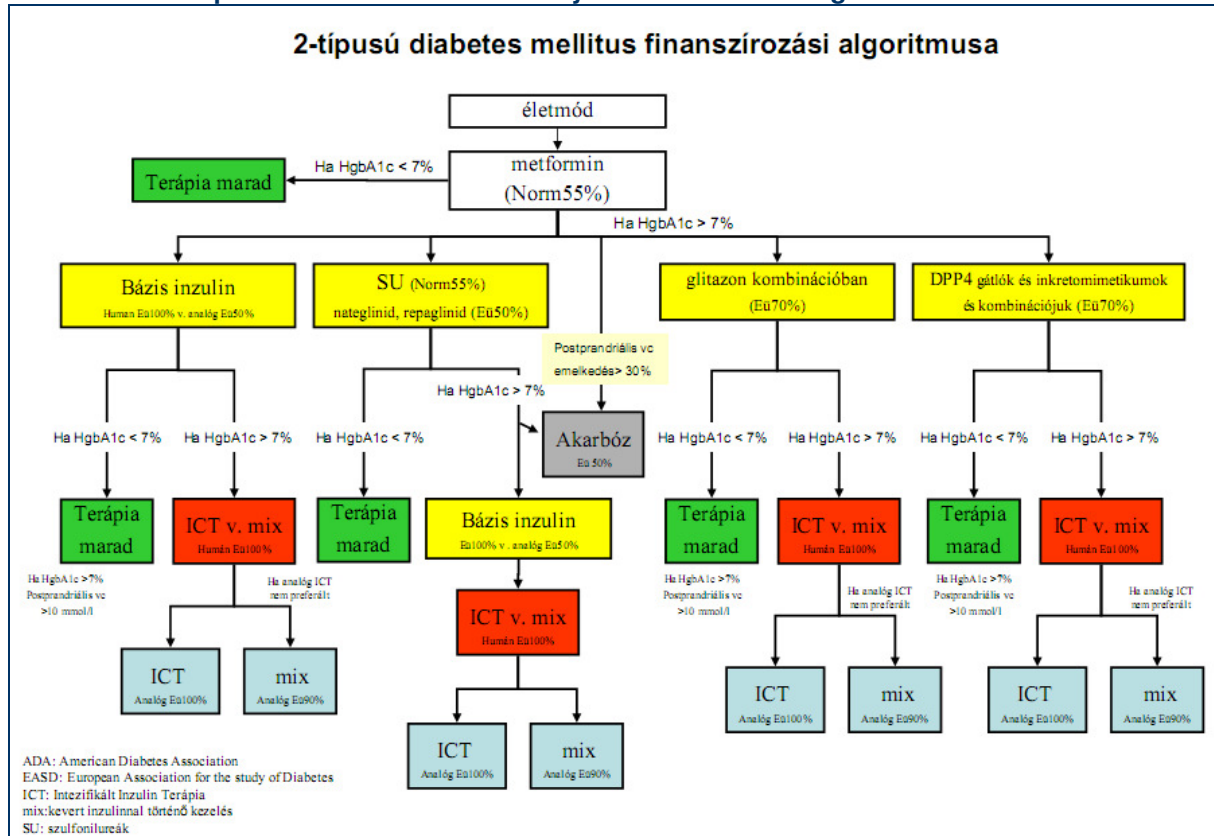 2-típusú diabetes mellitus finanszírozási algoritmusa
életmód
metformin
(Norm55%)
Ha HgbA1c < 7%
Terápia marad
Ha HgbA1c > 7%
Bázis inzulin
Human Eü100% v. analóg Eü50%
SU (Norm55%)
nateglinid, repaglinid (Eü50%)
glitazon kombinációban
(Eü70%)
DPP4 gátlók és inkretomimetikumok
és kombinációjuk (Eü70%)
Postprandriális vc
emelkedés> 30%
Ha HgbA1c > 7%
Akarbóz
Eü 50%
Ha HgbA1c < 7%
Ha HgbA1c > 7%
Ha HgbA1c < 7%
Ha HgbA1c < 7%
Ha HgbA1c > 7%
Ha HgbA1c < 7%
Ha HgbA1c > 7%
Terápia
marad
ICT v. mix
Humán Eü100%
Terápia
marad
Bázis inzulin
Eü100% v. analóg Eü50%
Terápia
marad
ICT v. mix
Humán Eü100%
Terápia
marad
ICT v. mix
Humán Eü100%
Ha HgbA1c >7%
Postprandriális vc
>10 mmol/l
Ha analóg ICT
nem preferált
Ha HgbA1c >7%
Postprandriális vc
>10 mmol/l
Ha analóg ICT
nem preferált
Ha HgbA1c >7%
Postprandriális vc
>10 mmol/l
Ha analóg ICT
nem preferált
ICT v. mix
Humán Eü100%
ICT
Analóg Eü100%
mix
Analóg Eü90%
ICT
Analóg Eü100%
mix
Analóg Eü90%
ICT
Analóg Eü100%
mix
Analóg Eü90%
ICT
Analóg Eü100%
mix
Analóg Eü90%
ADA: American Diabetes Association
EASD: European Association for the study of Diabetes
ICT: Intezifikált Inzulin Terápia
mix:kevert inzulinnal történő kezelés
SU: szulfonilureák